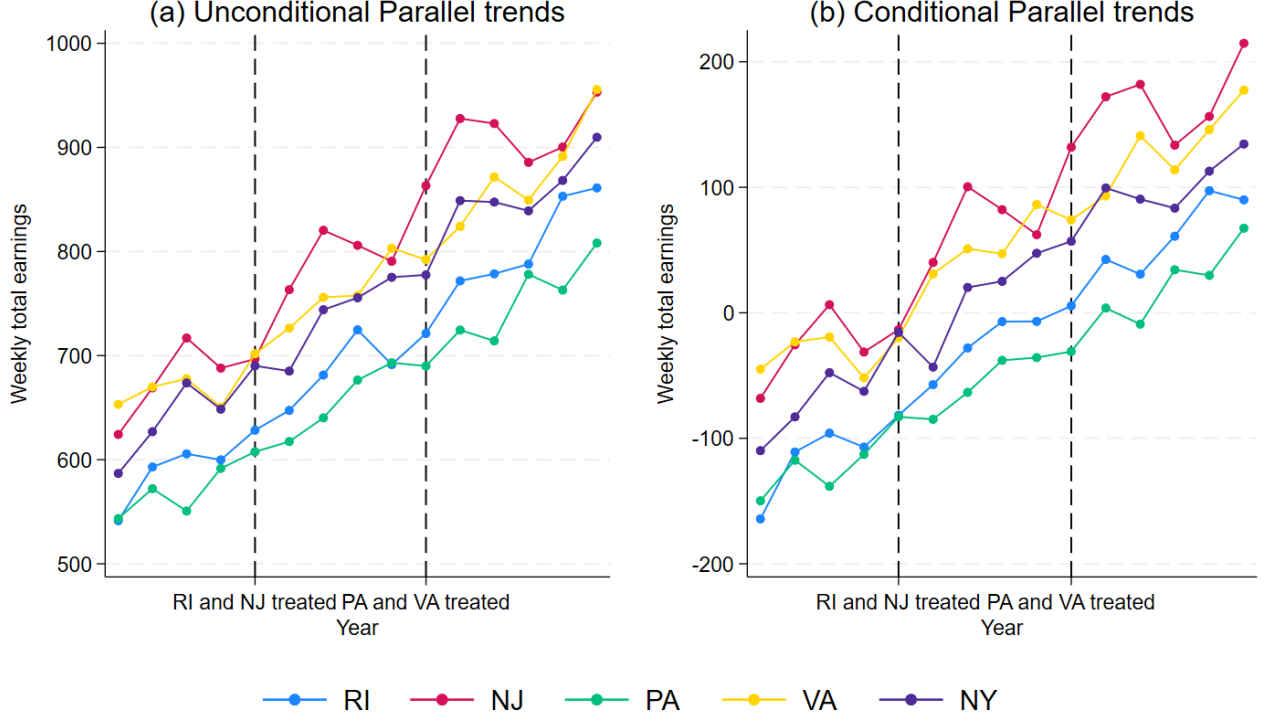 (a) Unconditional Parallel trends
1000
900
800
700
600
500
Weekly total earnings
RI and NJ treated PA and VA treated
Year
(b) Conditional Parallel trends
200
100
0
-100
-200
Weekly total earnings
RI and NJ treated PA and VA treated
Year
RI NJ PA VA NY